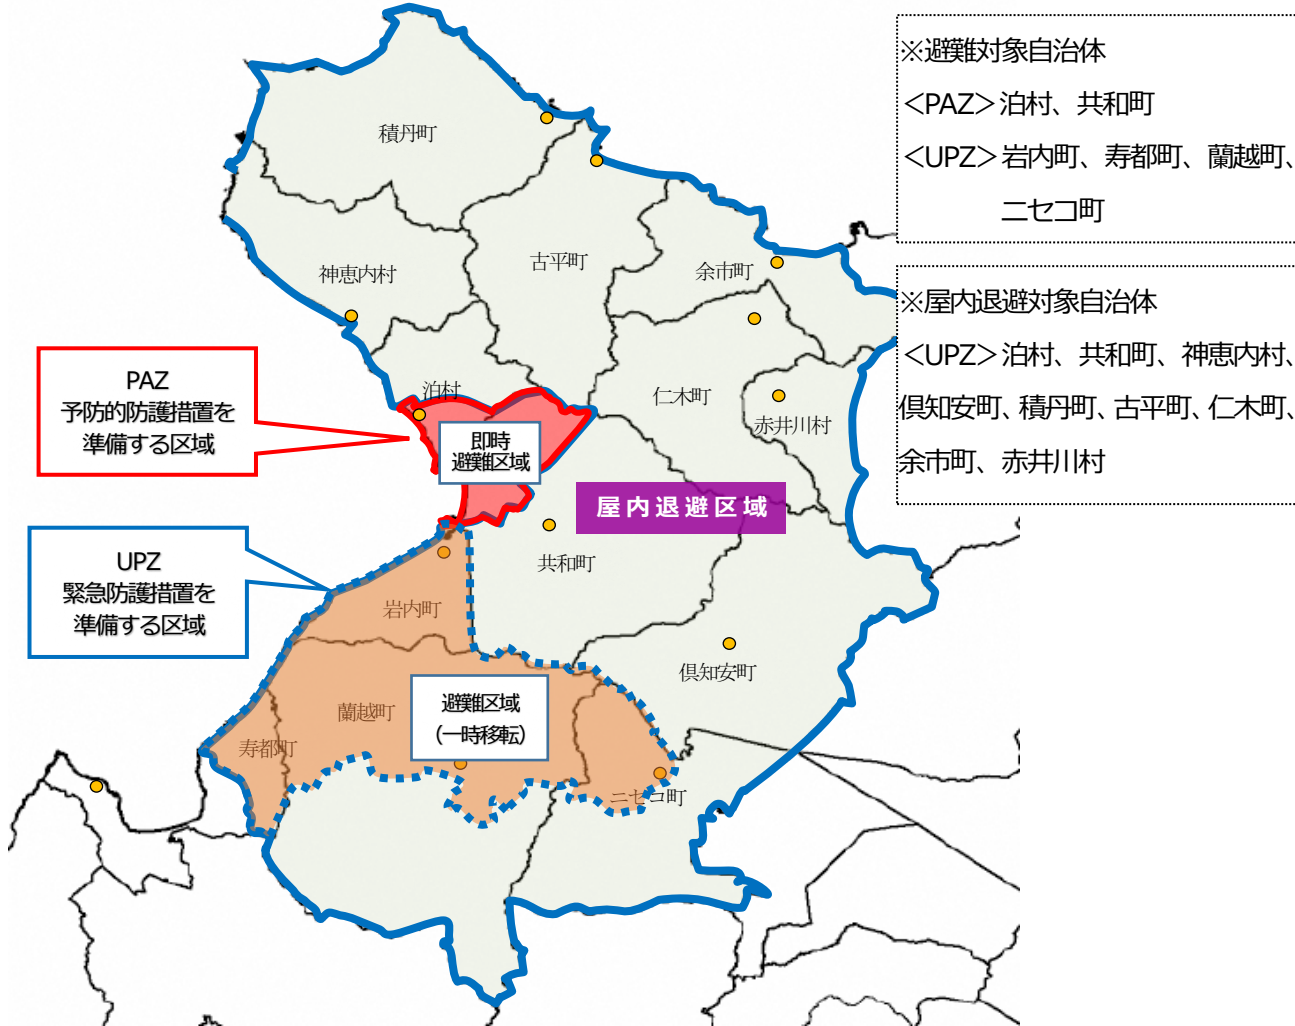 ※避難対象自治体
<PAZ> 泊村、共和町
<UPZ> 岩内町、寿都町、蘭越町、
ニセコ町
※屋内退避対象自治体
<UPZ> 泊村、共和町、神恵内村、
倶知安町、積丹町、古平町、仁木町、
余市町、赤井川村
積丹町
古平町
余市町
神恵内村
泊村
仁木町
赤井川村
PAZ
予防的防護措置を
準備する区域
即時
避難区域
屋内退避区域
共和町
UPZ
緊急防護措置を
準備する区域
岩内町
倶知安町
蘭越町
避難区域
(一時移転)
寿都町
ニセコ町